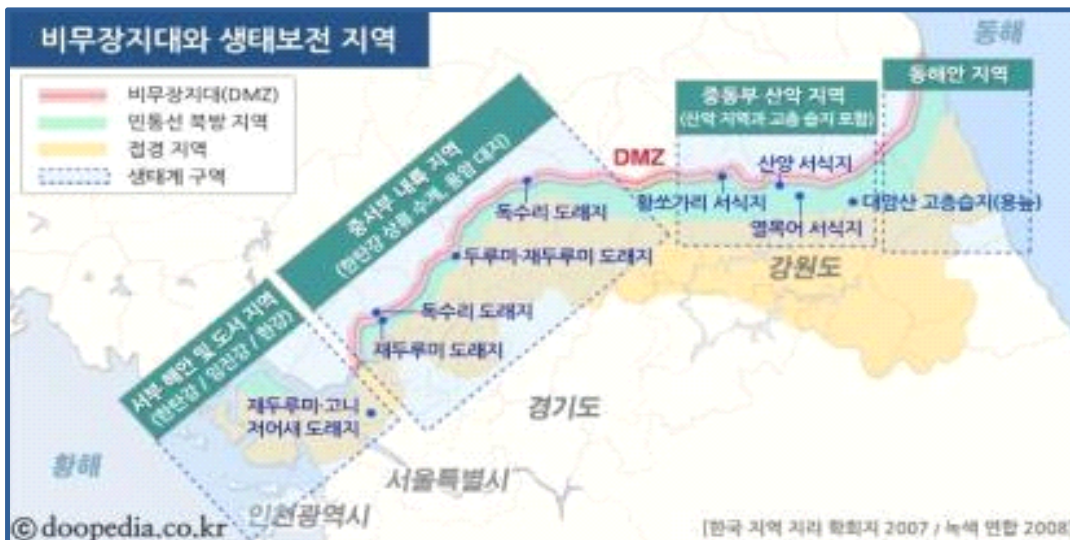 비무장지대와 생태보전 지역
비무장지대(DMZ)
민통선 북방 지역
접경 지역
생태계 구역
동해
동해안 지역
중동부 산악 지역
(산악 지역과 고층 습지 포함)
DMZ
산양 서식지
황쏘가리 서식지
대암산 고층습지(용늪)
열목어 서식지
강원도
중서부 내륙 지역
(한탄강 상류 수계, 용암 대지)
독수리 도래지
두루미·재두루미 도래지
독수리 도래지
재두루미 도래지
서부 해안 및 도서 지역
(한탄강 / 임진강 / 한강)
재두루미·고니
저어새 도래지
경기도
서울특별시
황해
인천광역시
ⓒ doopedia.co.kr
[한국 지역 지리 학회지 2007 / 녹색 연합 2008]